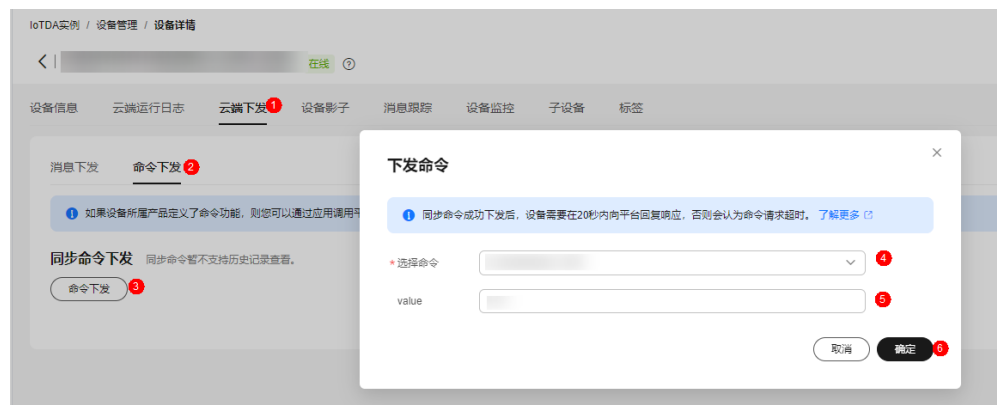 IoTDA实例 / 设备管理 / 设备详情
在线
设备信息 云端运行日志 云端下发 1 设备影子 消息跟踪 设备监控 子设备 标签
消息下发 命令下发 2
如果设备所属产品定义了命令功能，则您可以通过应用调用
同步命令下发 同步命令暂不支持历史记录查看。
命令下发 3
下发命令
同步命令成功下发后，设备需要在20秒内向平台回复响应，否则会认为命令请求超时。 了解更多
* 选择命令 4
value 5
取消 确定 6